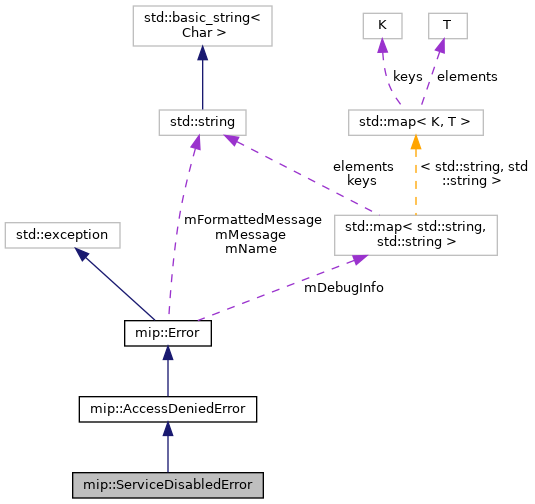 std::basic_string<
Char >
K
T
keys
elements
std::string
std::map< K, T >
elements
keys
< std::string, std
::string >
mFormattedMessage
mMessage
mName
std::exception
std::map< std::string,
std::string >
mDebugInfo
mip::Error
mip::AccessDeniedError
mip::ServiceDisabledError